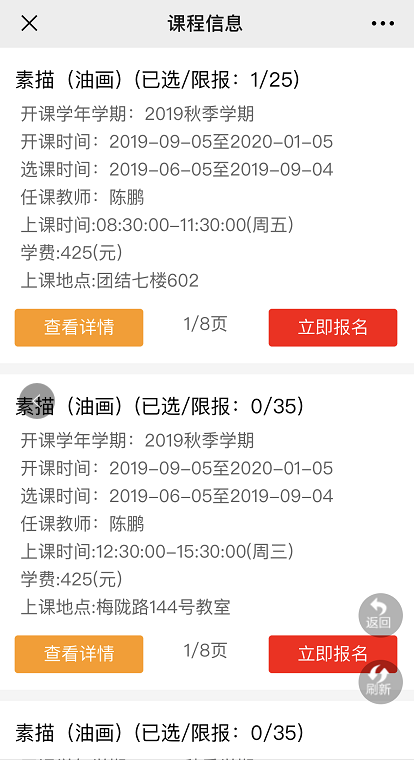 课程信息
素描（油画）(已选/限报：1/25)
开课学年学期：2019秋季学期
开课时间：2019-09-05至2020-01-05
选课时间：2019-06-05至2019-09-04
任课教师：陈鹏
上课时间:08:30:00-11:30:00(周五)
学费:425(元)
上课地点:团结七楼602
查看详情 1/8页 立即报名
素描（油画）(已选/限报：0/35)
开课学年学期：2019秋季学期
开课时间：2019-09-05至2020-01-05
选课时间：2019-06-05至2019-09-04
任课教师：陈鹏
上课时间:12:30:00-15:30:00(周三)
学费:425(元)
上课地点:梅陇路144号教室
返回
查看详情 1/8页 立即报名
刷新
素描（油画）(已选/限报：0/35)